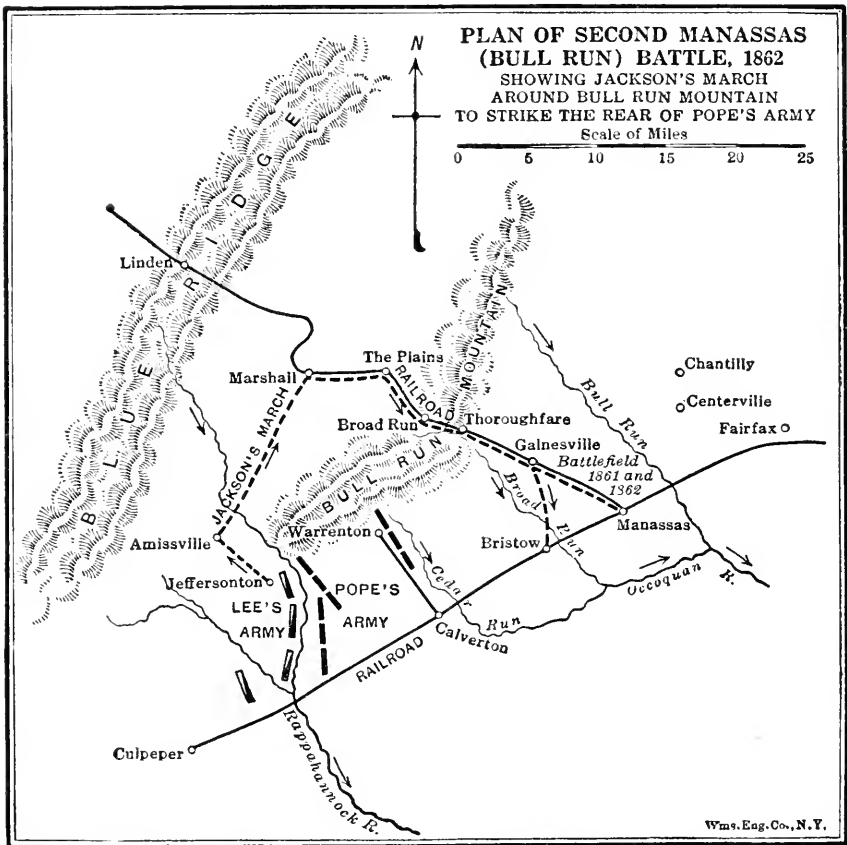 PLAN OF SECOND MANASSAS
(BULL RUN) BATTLE, 1862
SHOWING JACKSON'S MARCH
AROUND BULL RUN MOUNTAIN
TO STRIKE THE REAR OF POPE'S ARMY
Scale of Miles
0 5 10 15 20 25
N
BLUE RIDGE
Linden
MOUNTAIN
The Plains
Marshall
RAILROAD
Bull Run
Chantilly
Centerville
Fairfax
Broad Run
Thoroughfare
Gainesville
Battlefield
1861 and
1862
JACKSON'S MARCH
BULL RUN
Broad Run
Manassas
Warrenton
Bristow
Amissville
Jeffersonton
Cedar Run
Occoquan R.
LEE'S
ARMY
POPE'S
ARMY
Calverton
RAILROAD
Culpeper
Rappahannock R.
Wms. Eng. Co., N.Y.